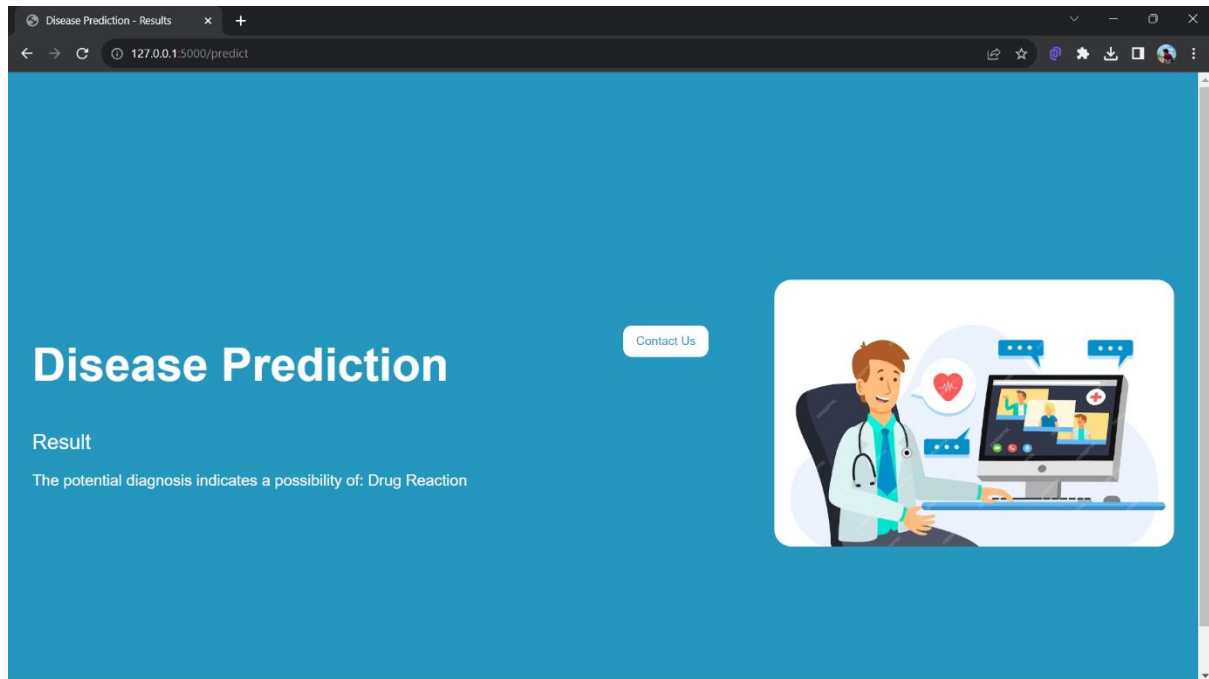 Disease Prediction - Results
127.0.0.1:5000/predict
Contact Us
Disease Prediction
Result
The potential diagnosis indicates a possibility of: Drug Reaction